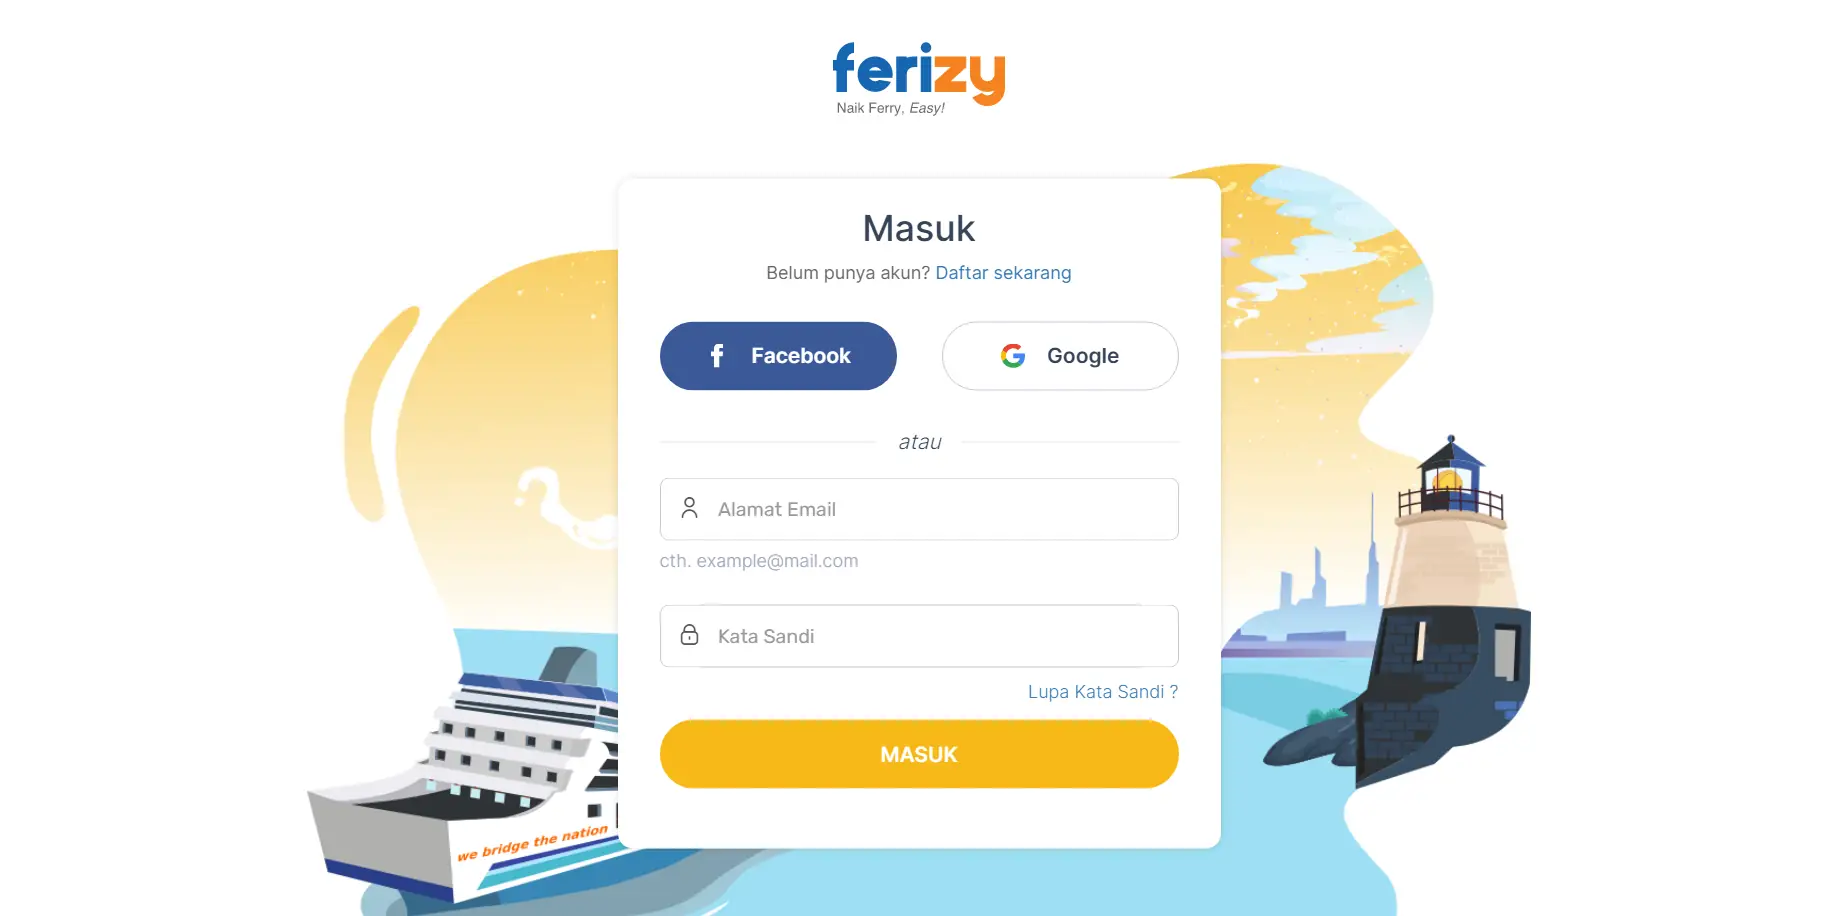 ferizy
Naik Ferry, Easy!
Masuk
Belum punya akun? Daftar sekarang
Facebook
Google
atau
Alamat Email
cth. example@mail.com
Kata Sandi
Lupa Kata Sandi ?
MASUK
we bridge the nation